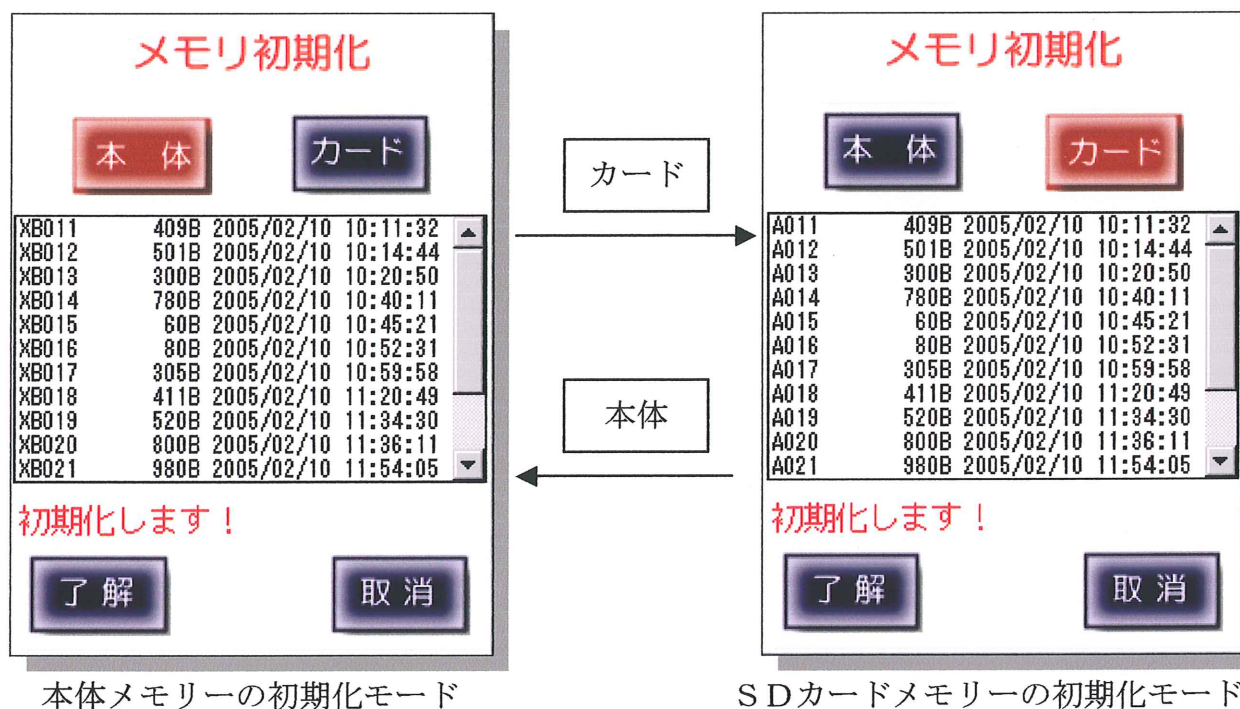 メモリ初期化
本 体
カード
XB011 409B 2005/02/10 10:11:32
XB012 501B 2005/02/10 10:14:44
XB013 300B 2005/02/10 10:20:50
XB014 780B 2005/02/10 10:40:11
XB015 60B 2005/02/10 10:45:21
XB016 80B 2005/02/10 10:52:31
XB017 305B 2005/02/10 10:59:58
XB018 411B 2005/02/10 11:20:49
XB019 520B 2005/02/10 11:34:30
XB020 800B 2005/02/10 11:36:11
XB021 980B 2005/02/10 11:54:05
初期化します！
了 解
取 消
本体メモリーの初期化モード
カード
本体
メモリ初期化
本 体
カード
A011 409B 2005/02/10 10:11:32
A012 501B 2005/02/10 10:14:44
A013 300B 2005/02/10 10:20:50
A014 780B 2005/02/10 10:40:11
A015 60B 2005/02/10 10:45:21
A016 80B 2005/02/10 10:52:31
A017 305B 2005/02/10 10:59:58
A018 411B 2005/02/10 11:20:49
A019 520B 2005/02/10 11:34:30
A020 800B 2005/02/10 11:36:11
A021 980B 2005/02/10 11:54:05
初期化します！
了 解
取 消
ＳＤカードメモリーの初期化モード